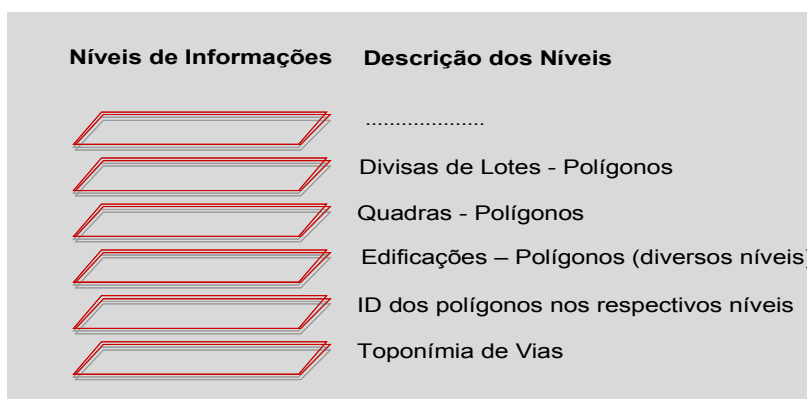 Níveis de Informações Descrição dos Níveis
....................
Divisas de Lotes - Polígonos
Quadras - Polígonos
Edificações – Polígonos (diversos níveis)
ID dos polígonos nos respectivos níveis
Toponímia de Vias